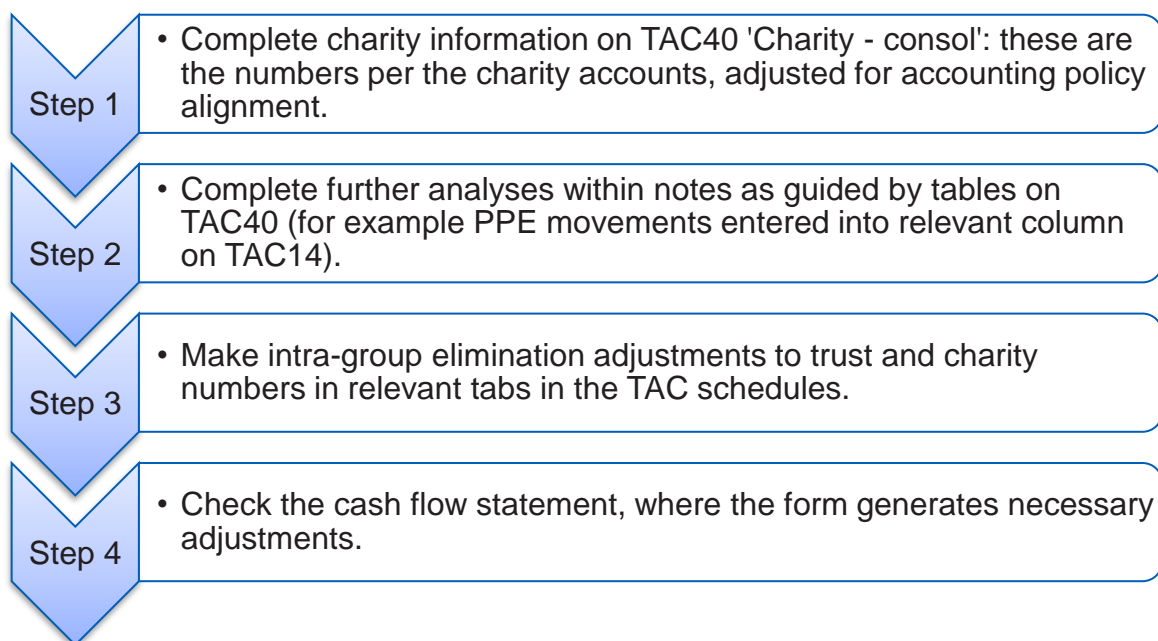 Step 1
• Complete charity information on TAC40 'Charity - consol': these are
the numbers per the charity accounts, adjusted for accounting policy
alignment.
Step 2
• Complete further analyses within notes as guided by tables on
TAC40 (for example PPE movements entered into relevant column
on TAC14).
Step 3
• Make intra-group elimination adjustments to trust and charity
numbers in relevant tabs in the TAC schedules.
Step 4
• Check the cash flow statement, where the form generates necessary
adjustments.